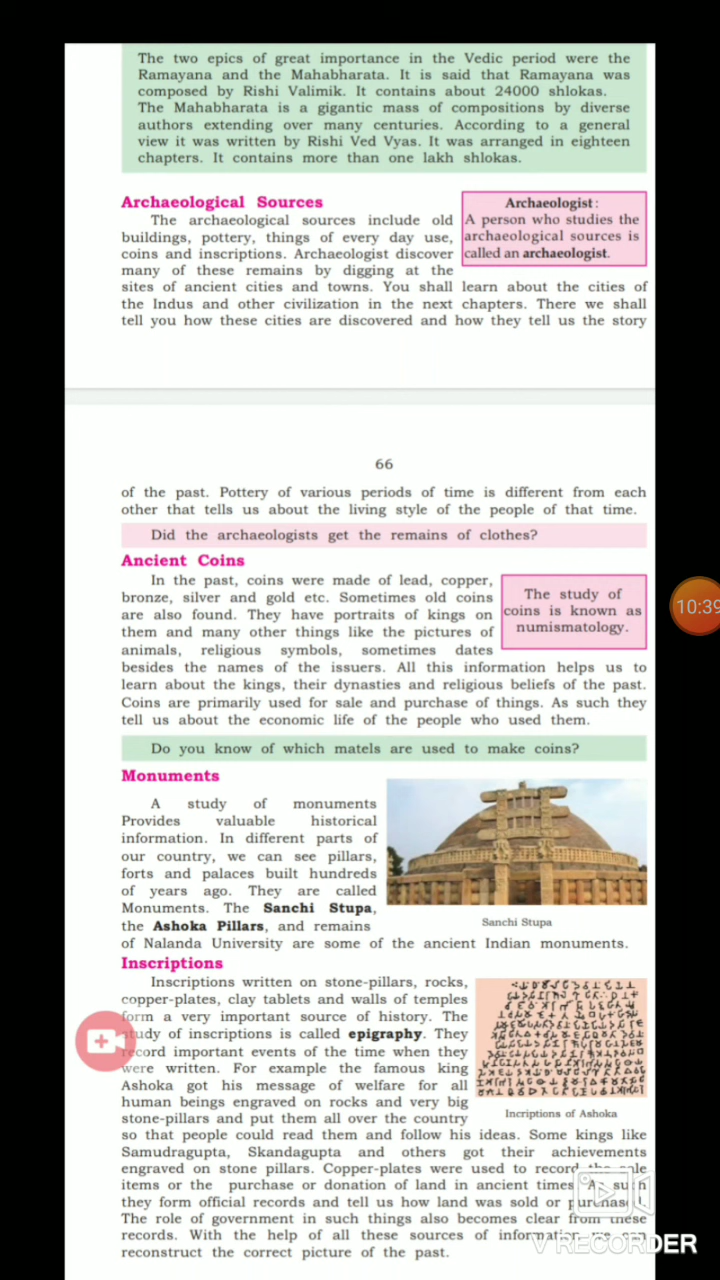 The two epics of great importance in the Vedic period were the
Ramayana and the Mahabharata. It is said that Ramayana was
composed by Rishi Valimik. It contains about 24000 shlokas.
The Mahabharata is a gigantic mass of compositions by diverse
authors extending over many centuries. According to a general
view it was written by Rishi Ved Vyas. It was arranged in eighteen
chapters. It contains more than one lakh shlokas.
Archaeological Sources
The archaeological sources include old
buildings, pottery, things of every day use,
coins and inscriptions. Archaeologist discover
many of these remains by digging at the
Archaeologist :
A person who studies the
archaeological sources is
called an archaeologist.
sites of ancient cities and towns. You shall learn about the cities of
the Indus and other civilization in the next chapters. There we shall
tell you how these cities are discovered and how they tell us the story
66
of the past. Pottery of various periods of time is different from each
other that tells us about the living style of the people of that time.
Did the archaeologists get the remains of clothes?
Ancient Coins
In the past, coins were made of lead, copper,
bronze, silver and gold etc. Sometimes old coins
are also found. They have portraits of kings on
them and many other things like the pictures of
animals, religious symbols, sometimes dates
The study of
coins is known as
numismatology.
10:39
besides the names of the issuers. All this information helps us to
learn about the kings, their dynasties and religious beliefs of the past.
Coins are primarily used for sale and purchase of things. As such they
tell us about the economic life of the people who used them.
Do you know of which matels are used to make coins?
Monuments
A study of monuments
Provides valuable historical
information. In different parts of
our country, we can see pillars,
forts and palaces built hundreds
of years ago. They are called
Monuments. The Sanchi Stupa,
the Ashoka Pillars, and remains
Sanchi Stupa
of Nalanda University are some of the ancient Indian monuments.
Inscriptions
Inscriptions written on stone-pillars, rocks,
copper-plates, clay tablets and walls of temples
form a very important source of history. The
study of inscriptions is called epigraphy. They
record important events of the time when they
were written. For example the famous king
Ashoka got his message of welfare for all
human beings engraved on rocks and very big
stone-pillars and put them all over the country
Incriptions of Ashoka
so that people could read them and follow his ideas. Some kings like
Samudragupta, Skandagupta and others got their achievements
engraved on stone pillars. Copper-plates were used to record the sale
items or the purchase or donation of land in ancient times. As such
they form official records and tell us how land was sold or purchased.
The role of government in such things also becomes clear from these
records. With the help of all these sources of information we can
reconstruct the correct picture of the past.
V RECORDER